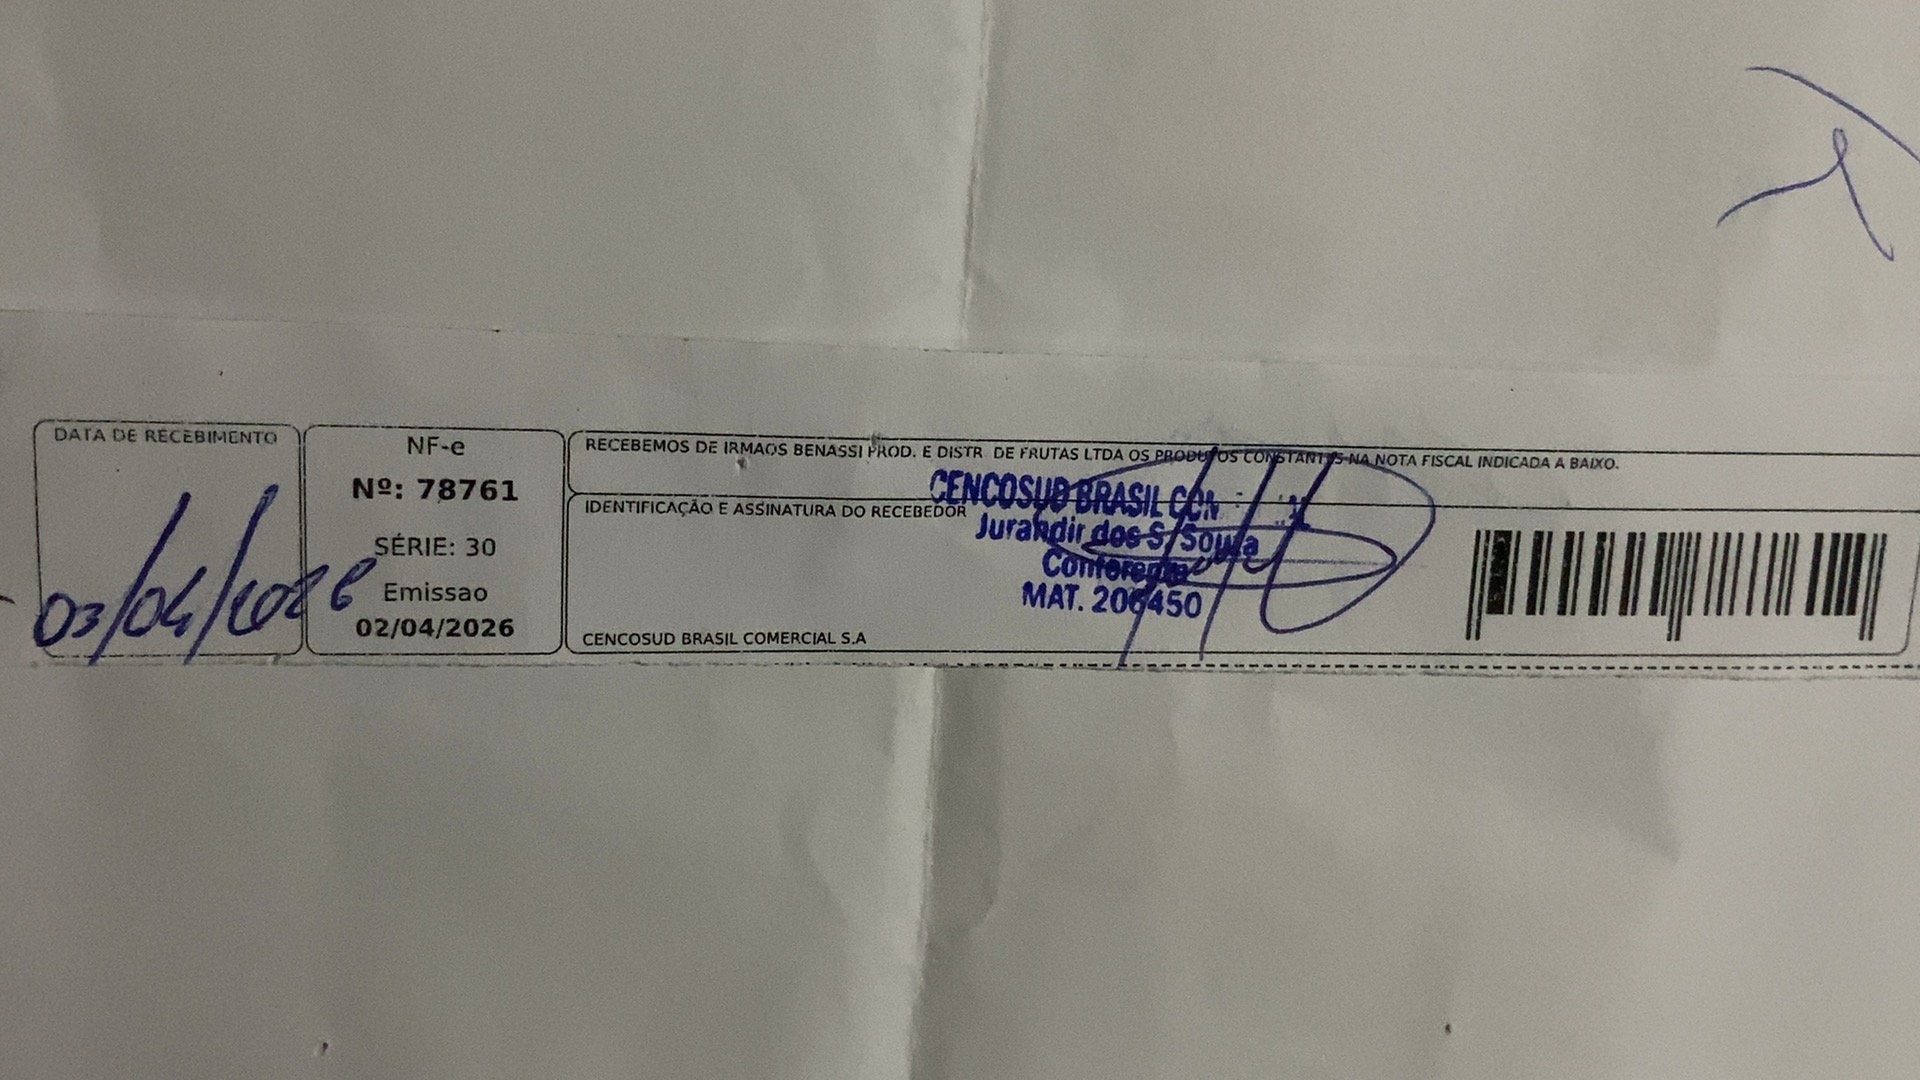 DATA DE RECEBIMENTO
03/04/2026
NF-e
Nº: 78761
SÉRIE: 30
Emissao
02/04/2026
RECEBEMOS DE IRMAOS BENASSI PROD. E DISTR. DE FRUTAS LTDA OS PRODUTOS CONSTANTES NA NOTA FISCAL INDICADA A BAIXO.
IDENTIFICAÇÃO E ASSINATURA DO RECEBEDOR
CENCOSUD BRASIL
Jurandir dos S. Souza
Conferente
MAT. 206450
CENCOSUD BRASIL COMERCIAL S.A